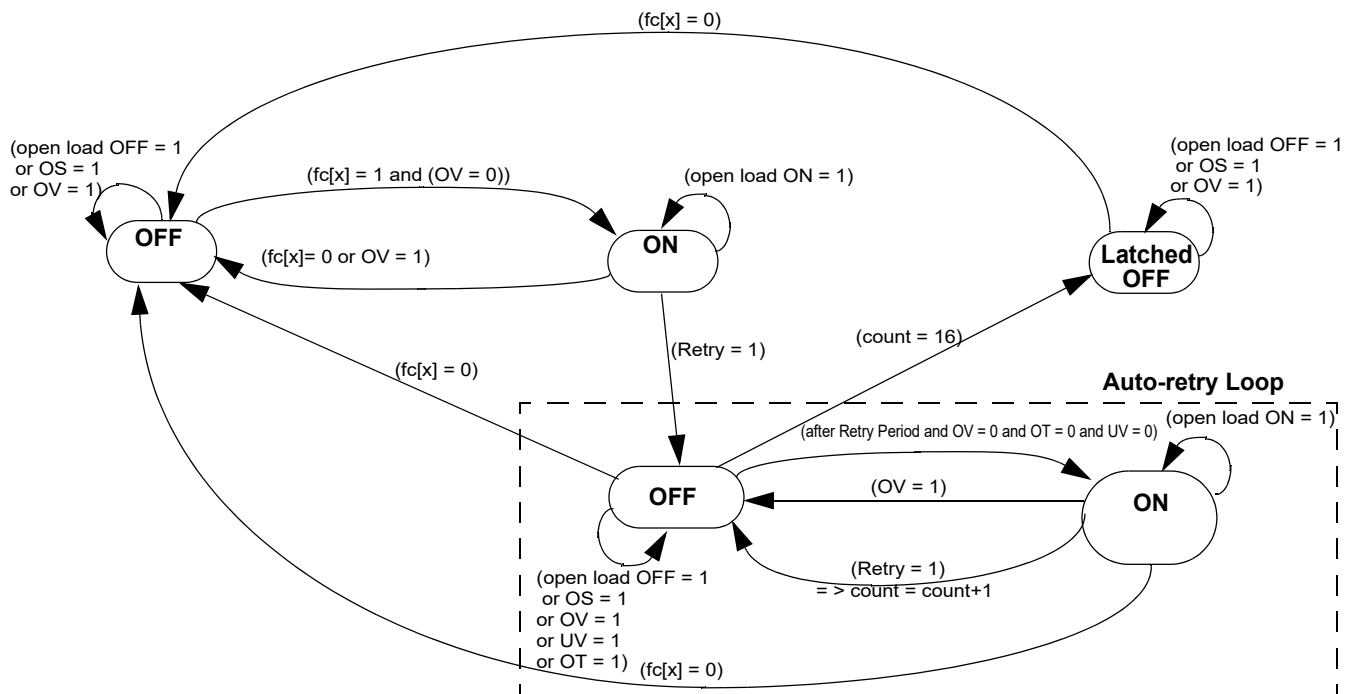 (fc[x] = 0)
(open load OFF = 1
or OS = 1
or OV = 1)
(fc[x] = 1 and (OV = 0))
(open load ON = 1)
(open load OFF = 1
or OS = 1
or OV = 1)
OFF
ON
Latched
OFF
(fc[x]= 0 or OV = 1)
(Retry = 1)
(count = 16)
(fc[x] = 0)
Auto-retry Loop
(after Retry Period and OV = 0 and OT = 0 and UV = 0)
(open load ON = 1)
OFF
(OV = 1)
ON
(Retry = 1)
= > count = count+1
(open load OFF = 1
or OS = 1
or OV = 1
or UV = 1
or OT = 1)
(fc[x] = 0)